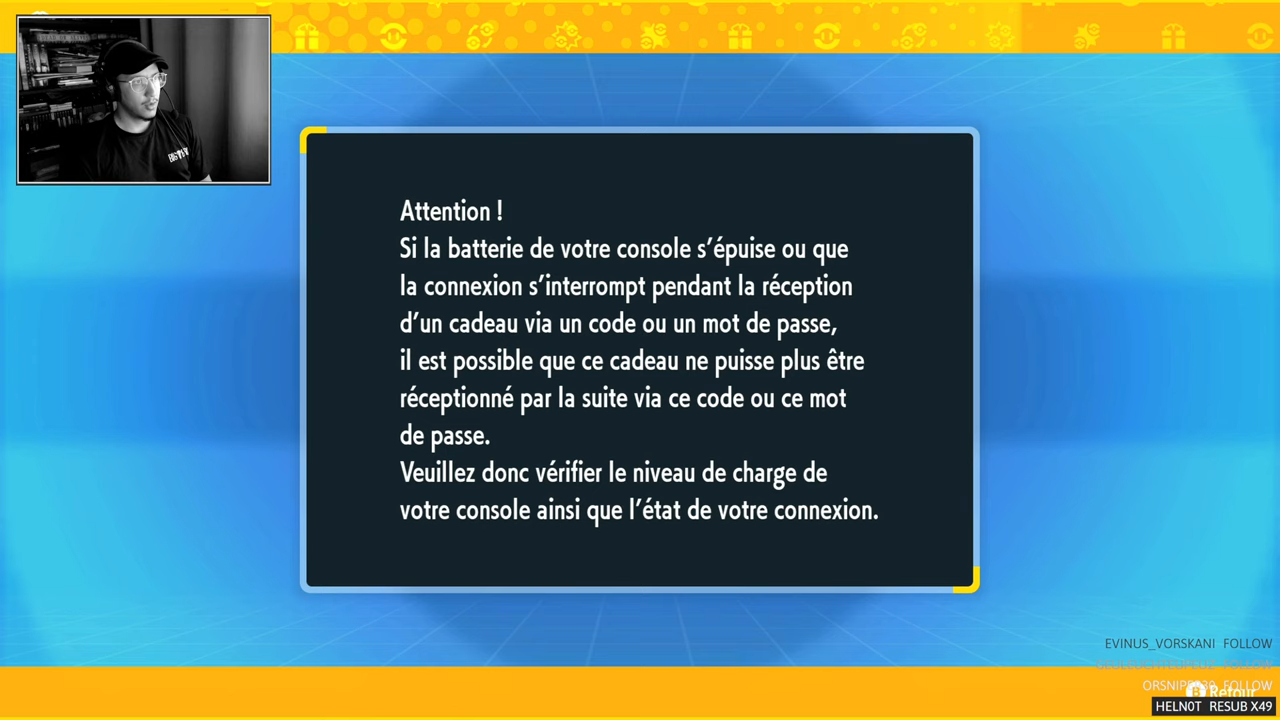 Attention !
Si la batterie de votre console s'épuise ou que
la connexion s'interrompt pendant la réception
d'un cadeau via un code ou un mot de passe,
il est possible que ce cadeau ne puisse plus être
réceptionné par la suite via ce code ou ce mot
de passe.
Veuillez donc vérifier le niveau de charge de
votre console ainsi que l'état de votre connexion.
EVINUS_VORSKANI FOLLOW
FOLLOW
FOLLOW
B Retour
HELN0T RESUB X49